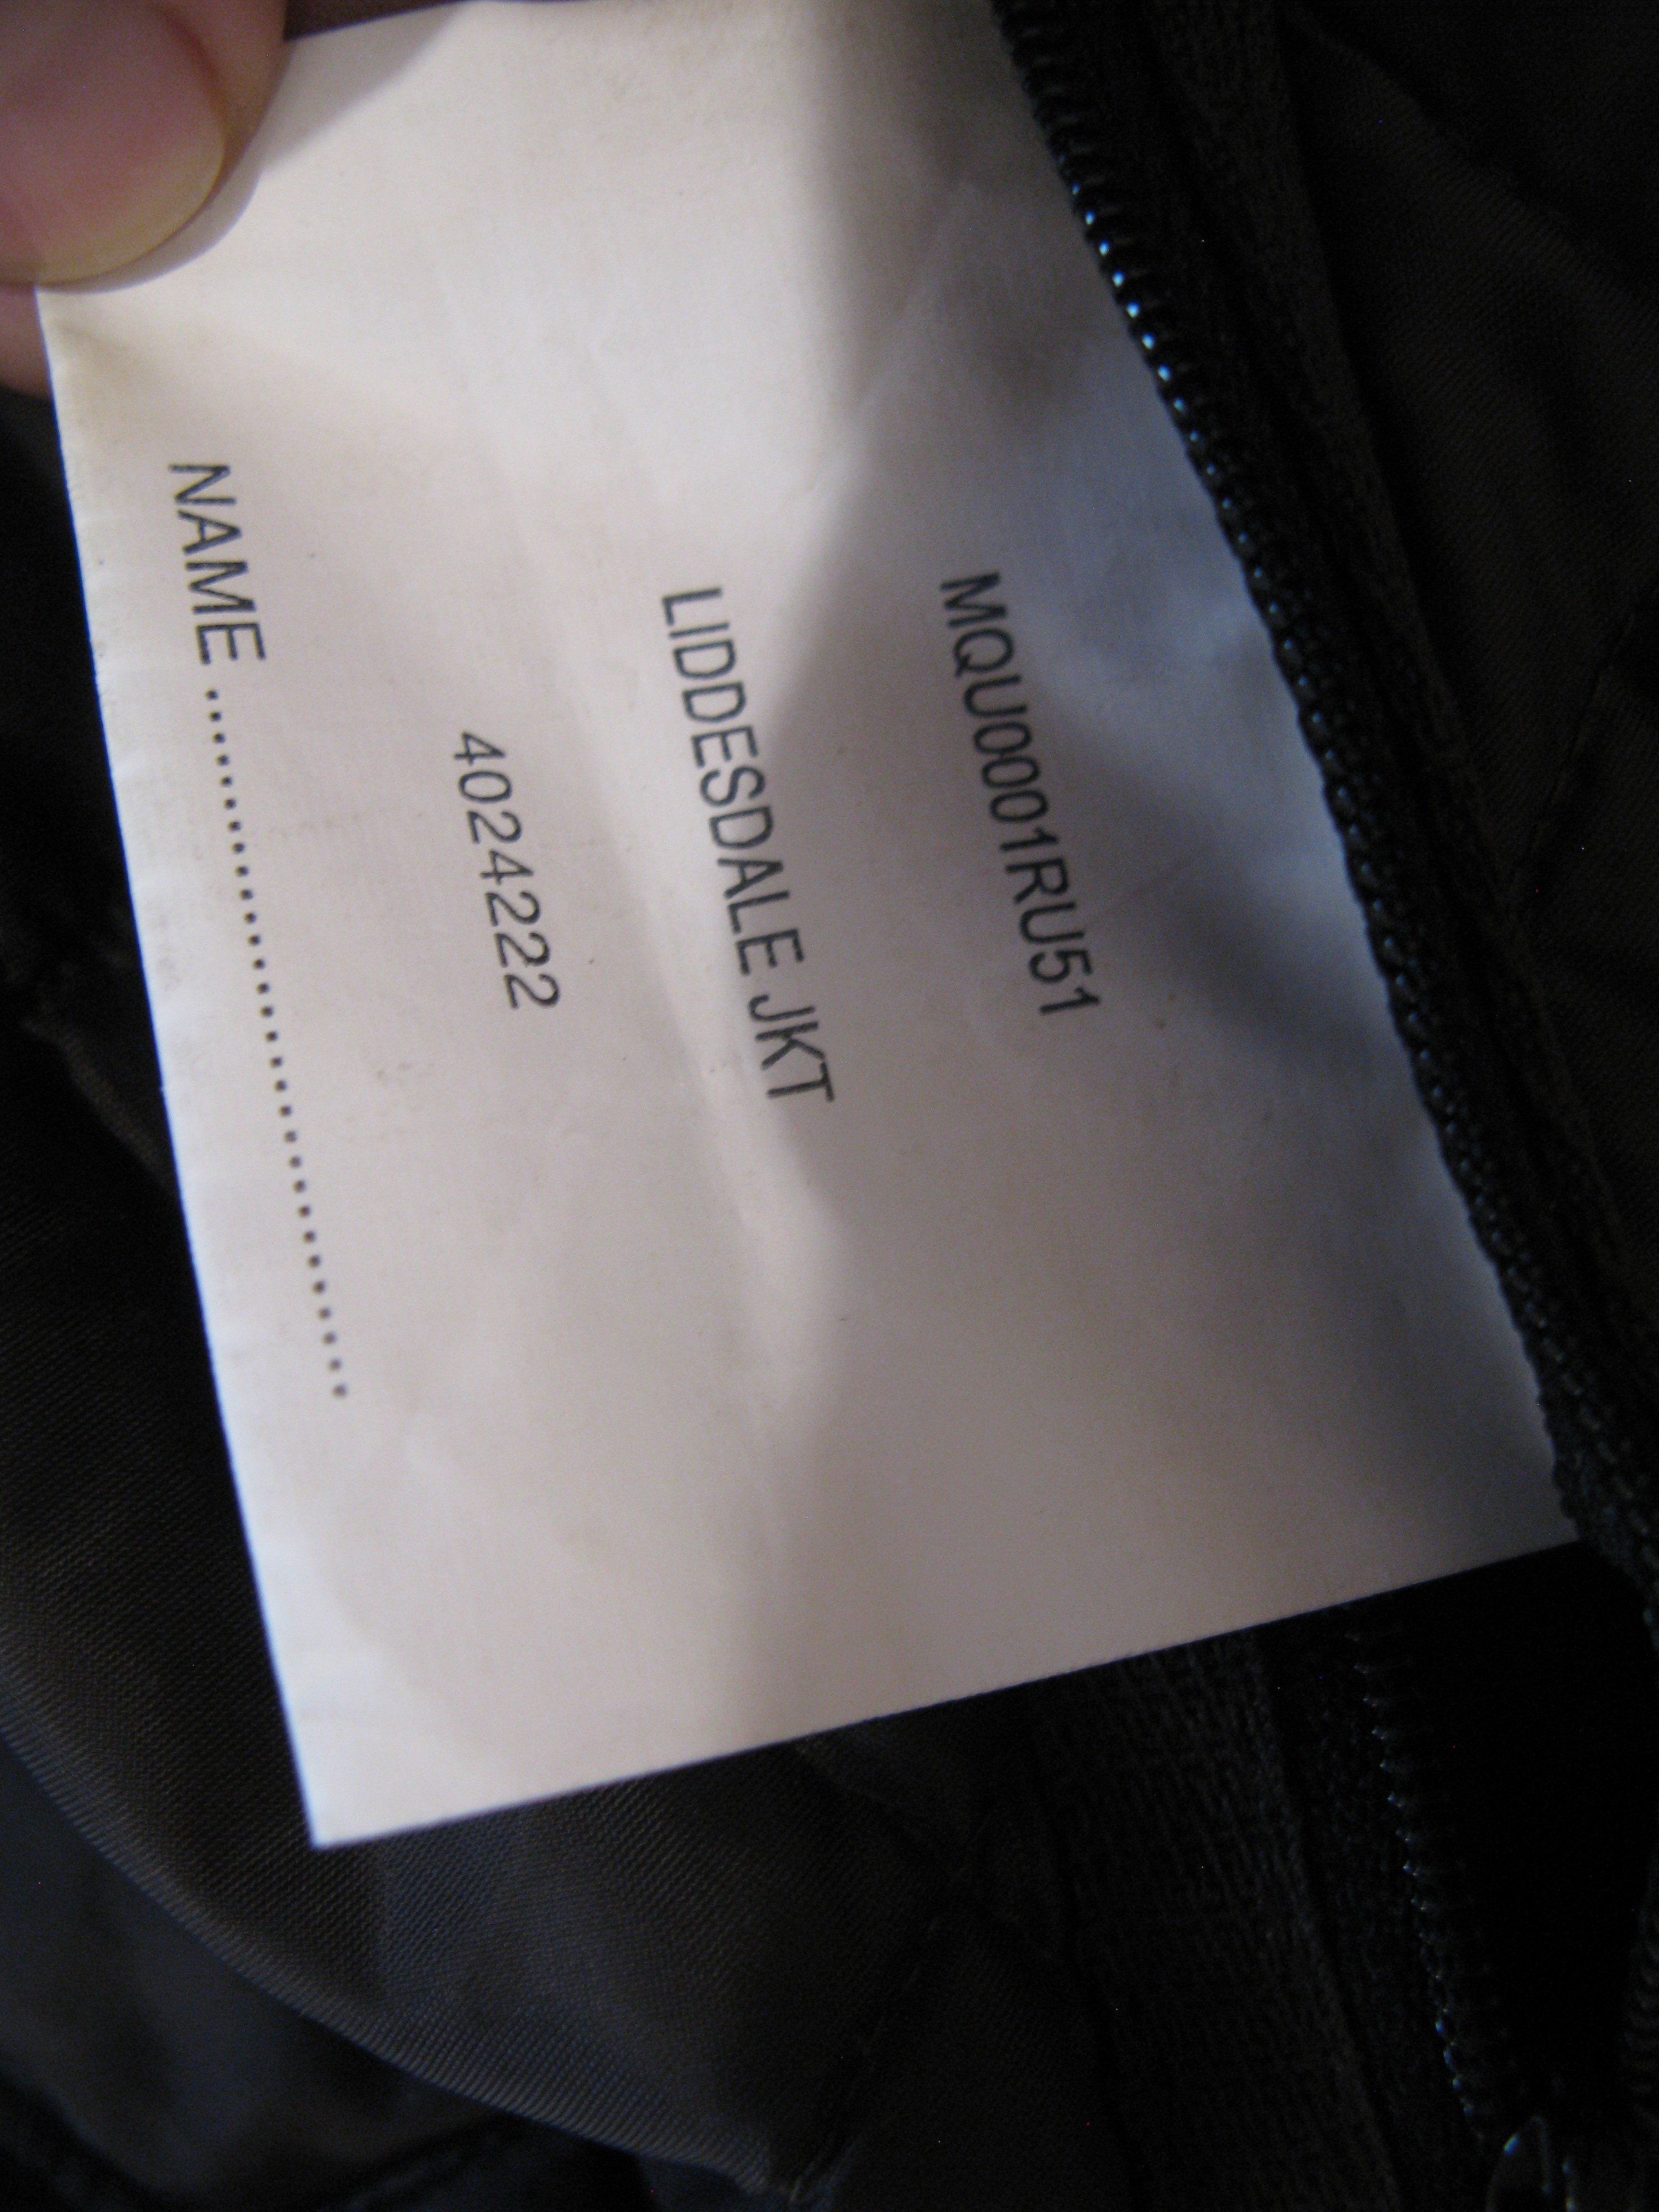 MQU0001RU51
LIDDESDALE JKT
4024222
NAME ..............................